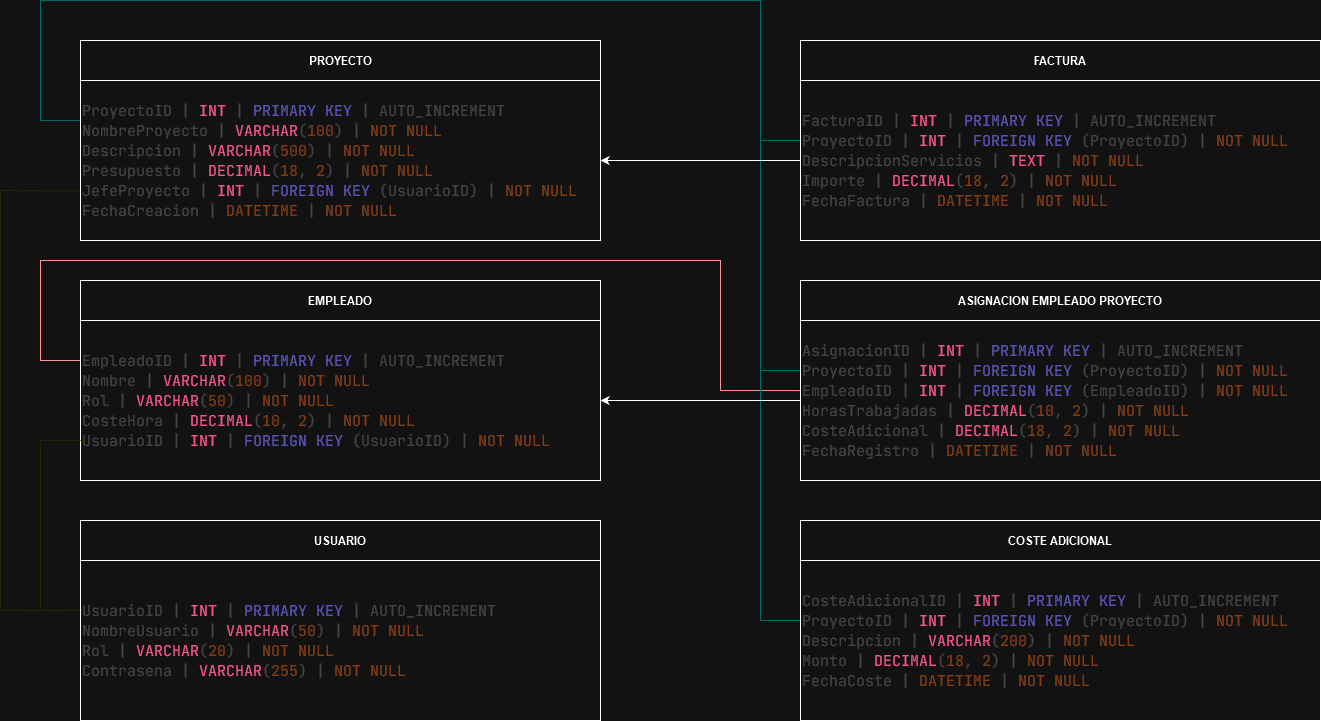 PROYECTO
ProyectoID | INT | PRIMARY KEY | AUTO_INCREMENT
NombreProyecto | VARCHAR(100) | NOT NULL
Descripcion | VARCHAR(500) | NOT NULL
Presupuesto | DECIMAL(18, 2) | NOT NULL
JefeProyecto | INT | FOREIGN KEY (UsuarioID) | NOT NULL
FechaCreacion | DATETIME | NOT NULL
FACTURA
FacturaID | INT | PRIMARY KEY | AUTO_INCREMENT
ProyectoID | INT | FOREIGN KEY (ProyectoID) | NOT NULL
DescripcionServicios | TEXT | NOT NULL
Importe | DECIMAL(18, 2) | NOT NULL
FechaFactura | DATETIME | NOT NULL
EMPLEADO
EmpleadoID | INT | PRIMARY KEY | AUTO_INCREMENT
Nombre | VARCHAR(100) | NOT NULL
Rol | VARCHAR(50) | NOT NULL
CosteHora | DECIMAL(10, 2) | NOT NULL
UsuarioID | INT | FOREIGN KEY (UsuarioID) | NOT NULL
ASIGNACION EMPLEADO PROYECTO
AsignacionID | INT | PRIMARY KEY | AUTO_INCREMENT
ProyectoID | INT | FOREIGN KEY (ProyectoID) | NOT NULL
EmpleadoID | INT | FOREIGN KEY (EmpleadoID) | NOT NULL
HorasTrabajadas | DECIMAL(10, 2) | NOT NULL
CosteAdicional | DECIMAL(18, 2) | NOT NULL
FechaRegistro | DATETIME | NOT NULL
USUARIO
UsuarioID | INT | PRIMARY KEY | AUTO_INCREMENT
NombreUsuario | VARCHAR(50) | NOT NULL
Rol | VARCHAR(20) | NOT NULL
Contrasena | VARCHAR(255) | NOT NULL
COSTE ADICIONAL
CosteAdicionalID | INT | PRIMARY KEY | AUTO_INCREMENT
ProyectoID | INT | FOREIGN KEY (ProyectoID) | NOT NULL
Descripcion | VARCHAR(200) | NOT NULL
Monto | DECIMAL(18, 2) | NOT NULL
FechaCoste | DATETIME | NOT NULL